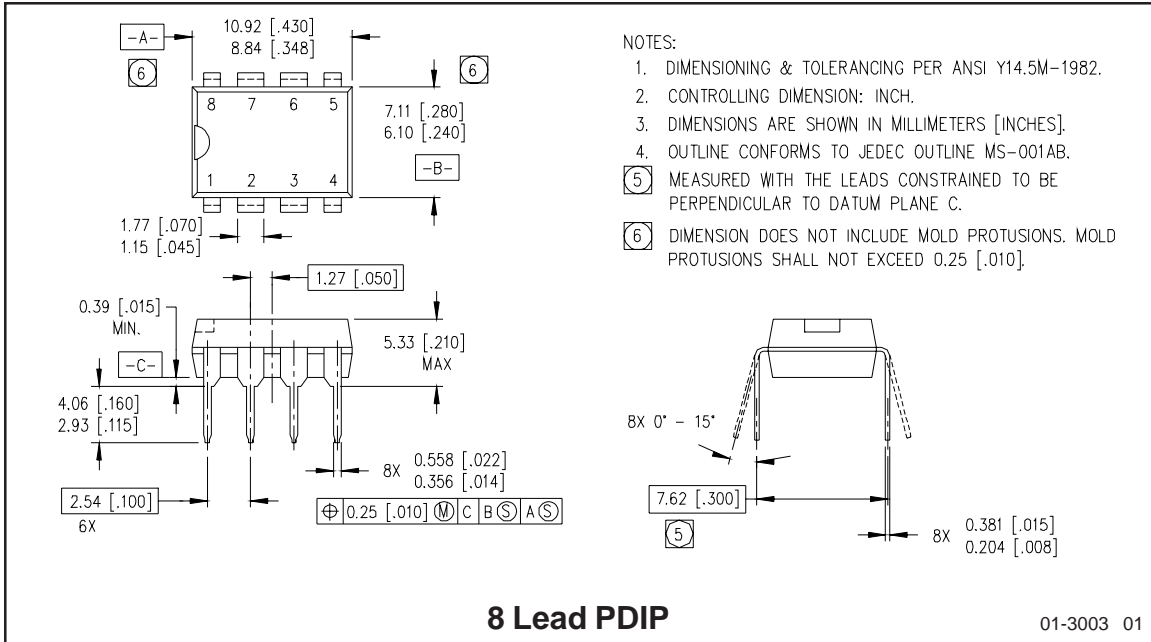 10.92 [.430]
8.84 [.348]
-A-
6
6
8 7 6 5
1 2 3 4
7.11 [.280]
6.10 [.240]
-B-
1.77 [.070]
1.15 [.045]
1.27 [.050]
0.39 [.015]
MIN.
-C-
5.33 [.210]
MAX
4.06 [.160]
2.93 [.115]
8X 0.558 [.022]
0.356 [.014]
2.54 [.100]
6X
⌖ 0.25 [.010] Ⓜ C B Ⓢ A Ⓢ
NOTES:
1. DIMENSIONING & TOLERANCING PER ANSI Y14.5M-1982.
2. CONTROLLING DIMENSION: INCH.
3. DIMENSIONS ARE SHOWN IN MILLIMETERS [INCHES].
4. OUTLINE CONFORMS TO JEDEC OUTLINE MS-001AB.
5 MEASURED WITH THE LEADS CONSTRAINED TO BE
PERPENDICULAR TO DATUM PLANE C.
6 DIMENSION DOES NOT INCLUDE MOLD PROTUSIONS. MOLD
PROTUSIONS SHALL NOT EXCEED 0.25 [.010].
8X 0° - 15°
7.62 [.300]
5
8X 0.381 [.015]
0.204 [.008]
8 Lead PDIP
01-3003 01